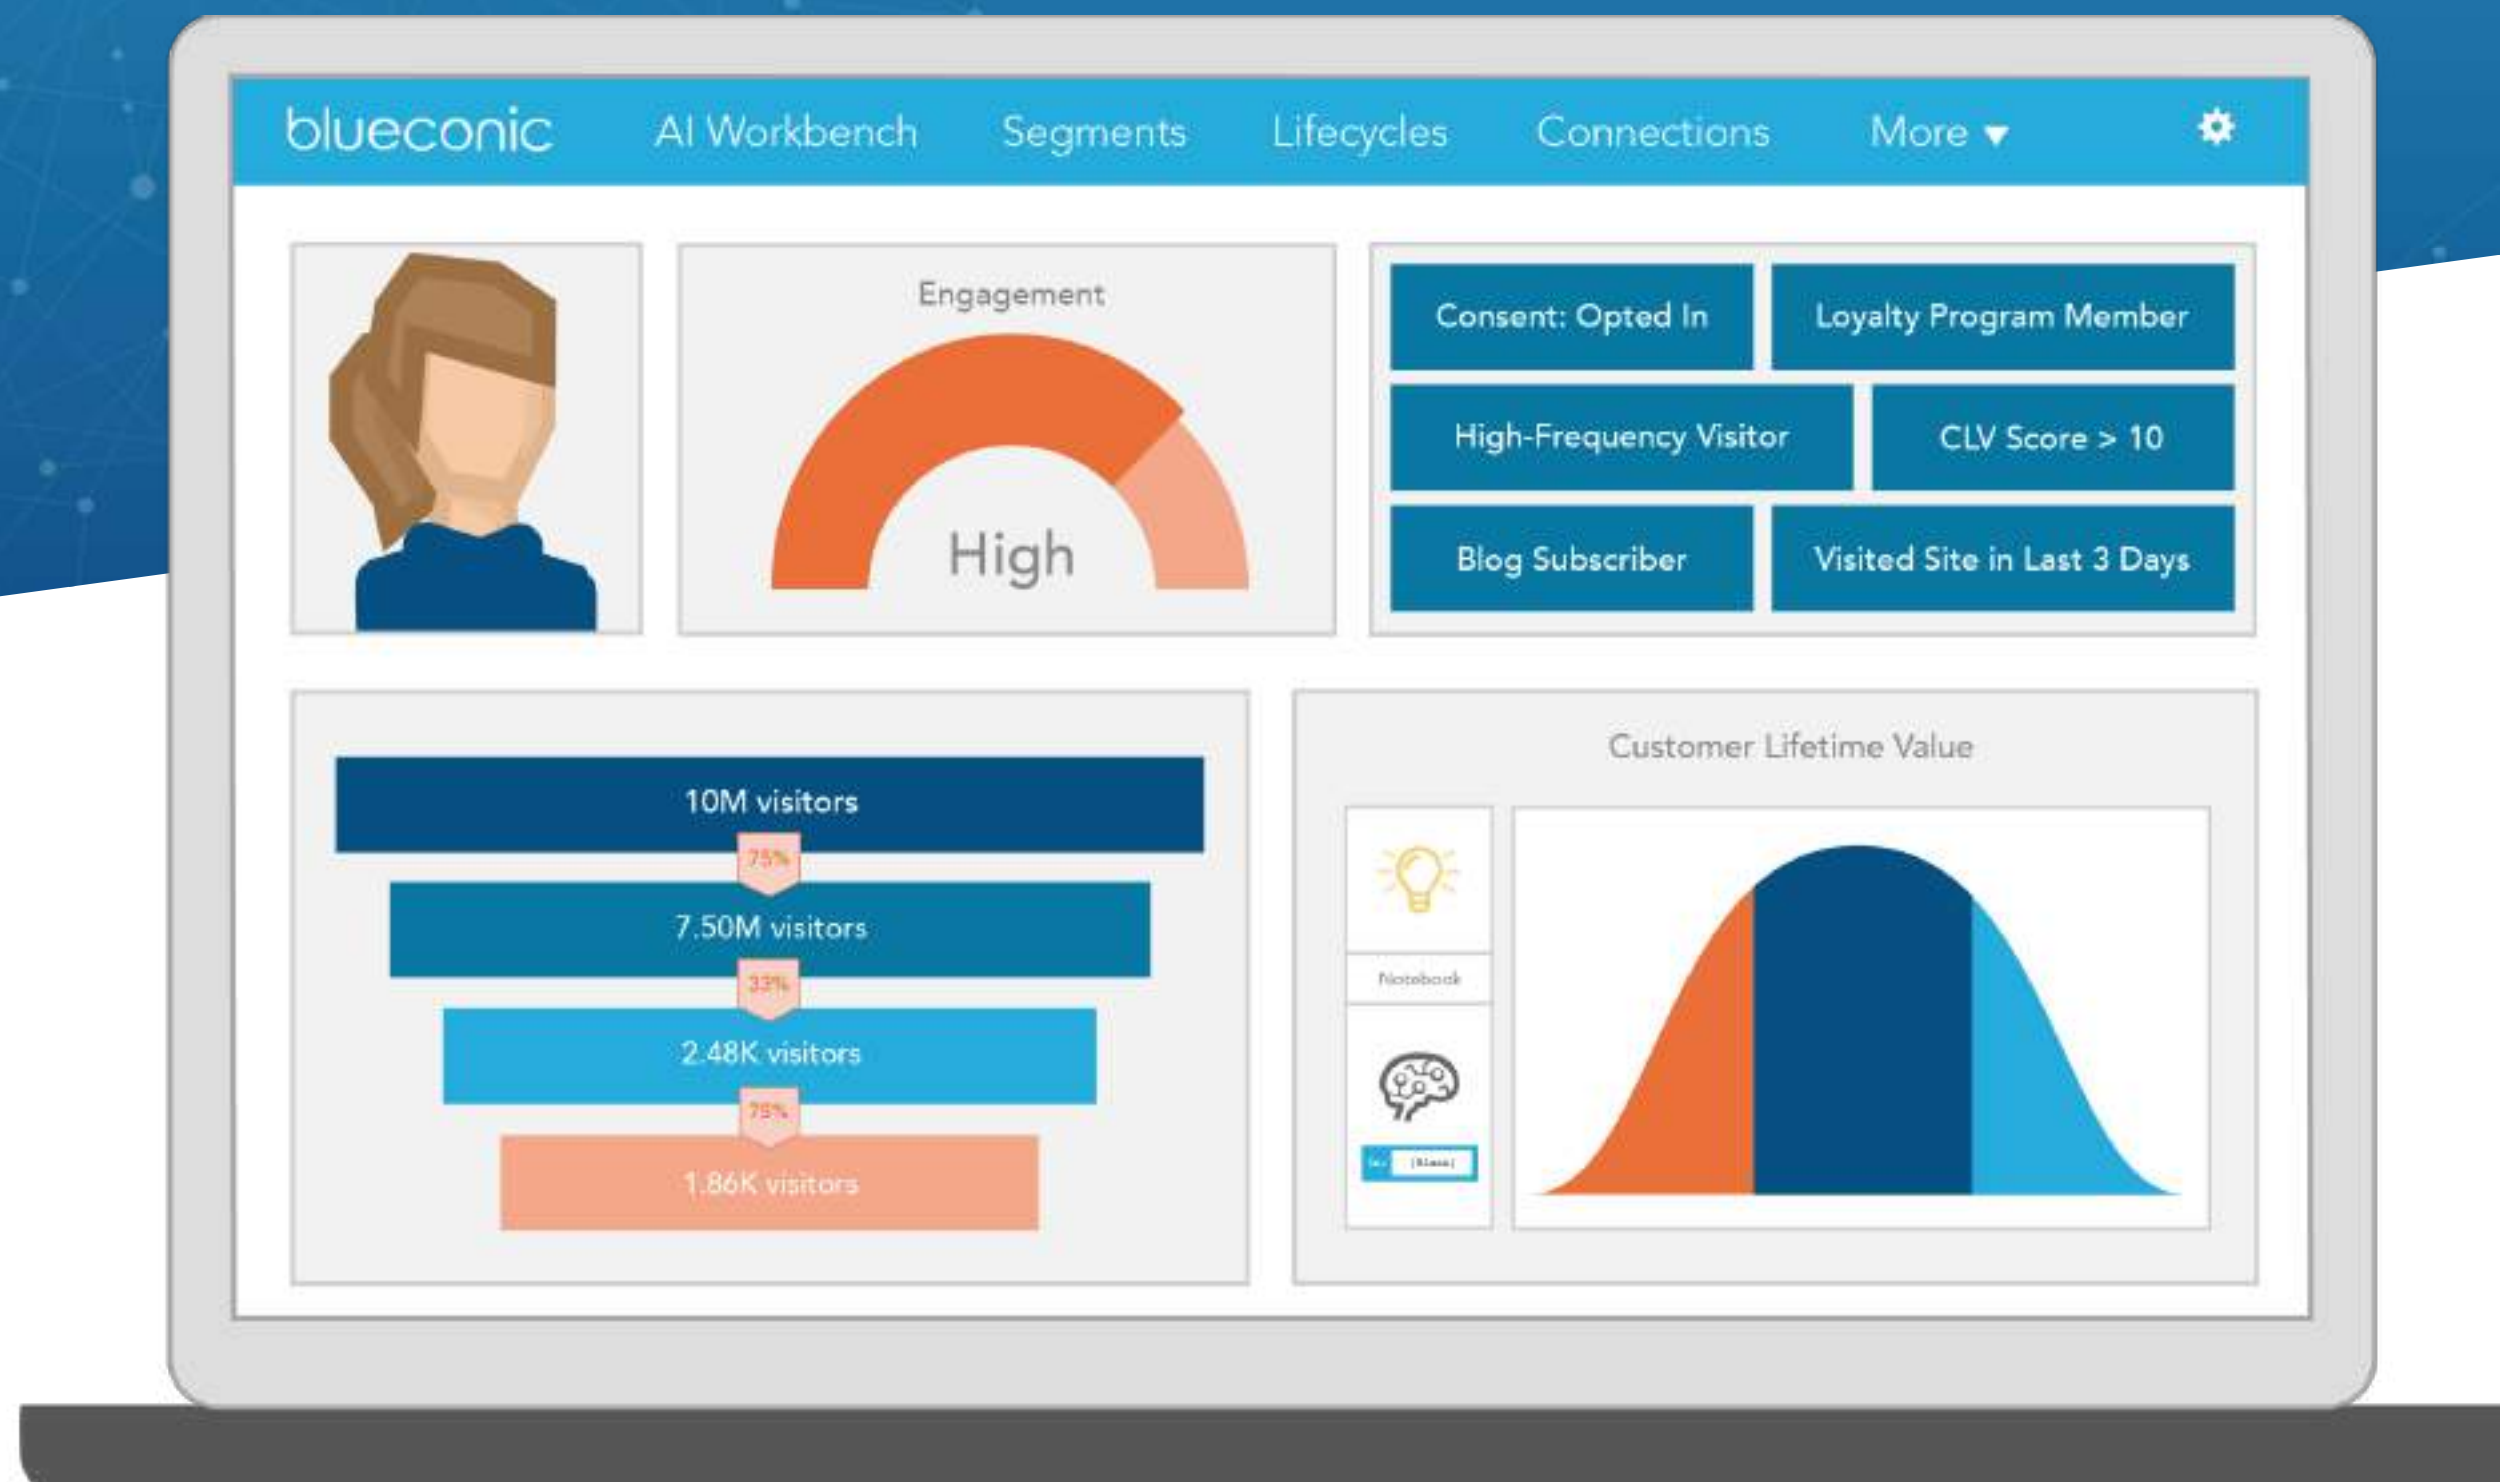 blueconic AI Workbench Segments Lifecycles Connections More
Engagement
High
Consent: Opted In
Loyalty Program Member
High-Frequency Visitor
CLV Score > 10
Blog Subscriber
Visited Site in Last 3 Days
10M visitors
75%
7.50M visitors
33%
2.48K visitors
75%
1.86K visitors
Customer Lifetime Value
Notebook